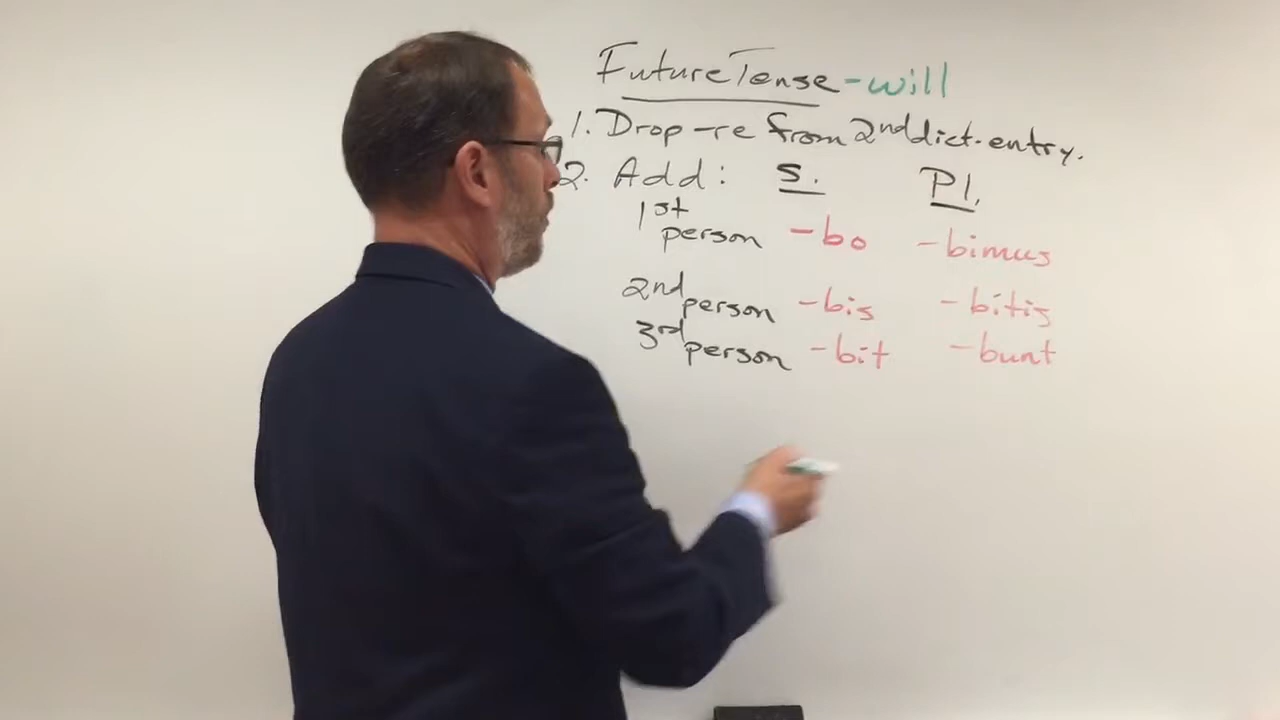 Future Tense - will
1. Drop -re from 2nd dict. entry.
2. Add: S. Pl.
1st person -bo -bimus
2nd person -bis -bitis
3rd person -bit -bunt